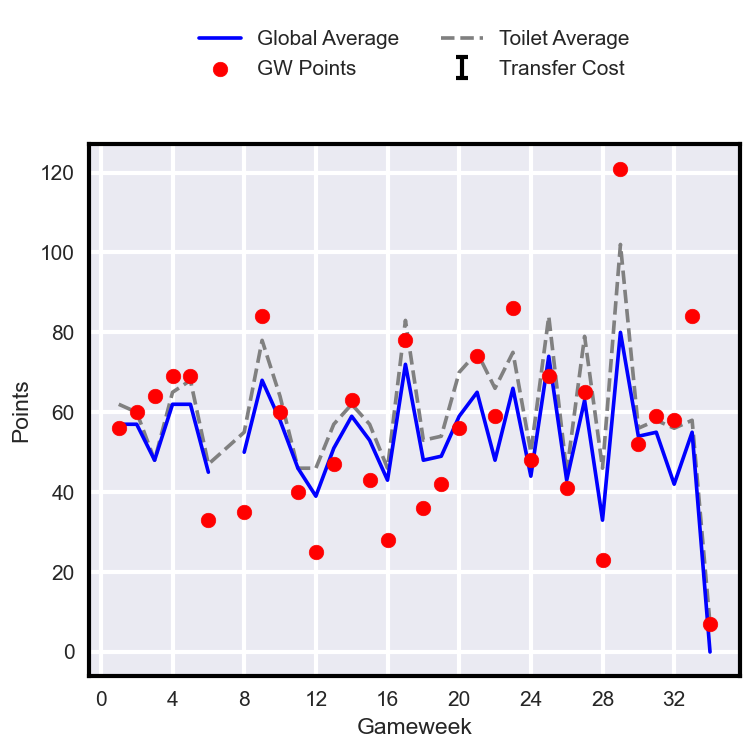 Global Average
Toilet Average
GW Points
Transfer Cost
Points
120
100
80
60
40
20
0
0 4 8 12 16 20 24 28 32
Gameweek